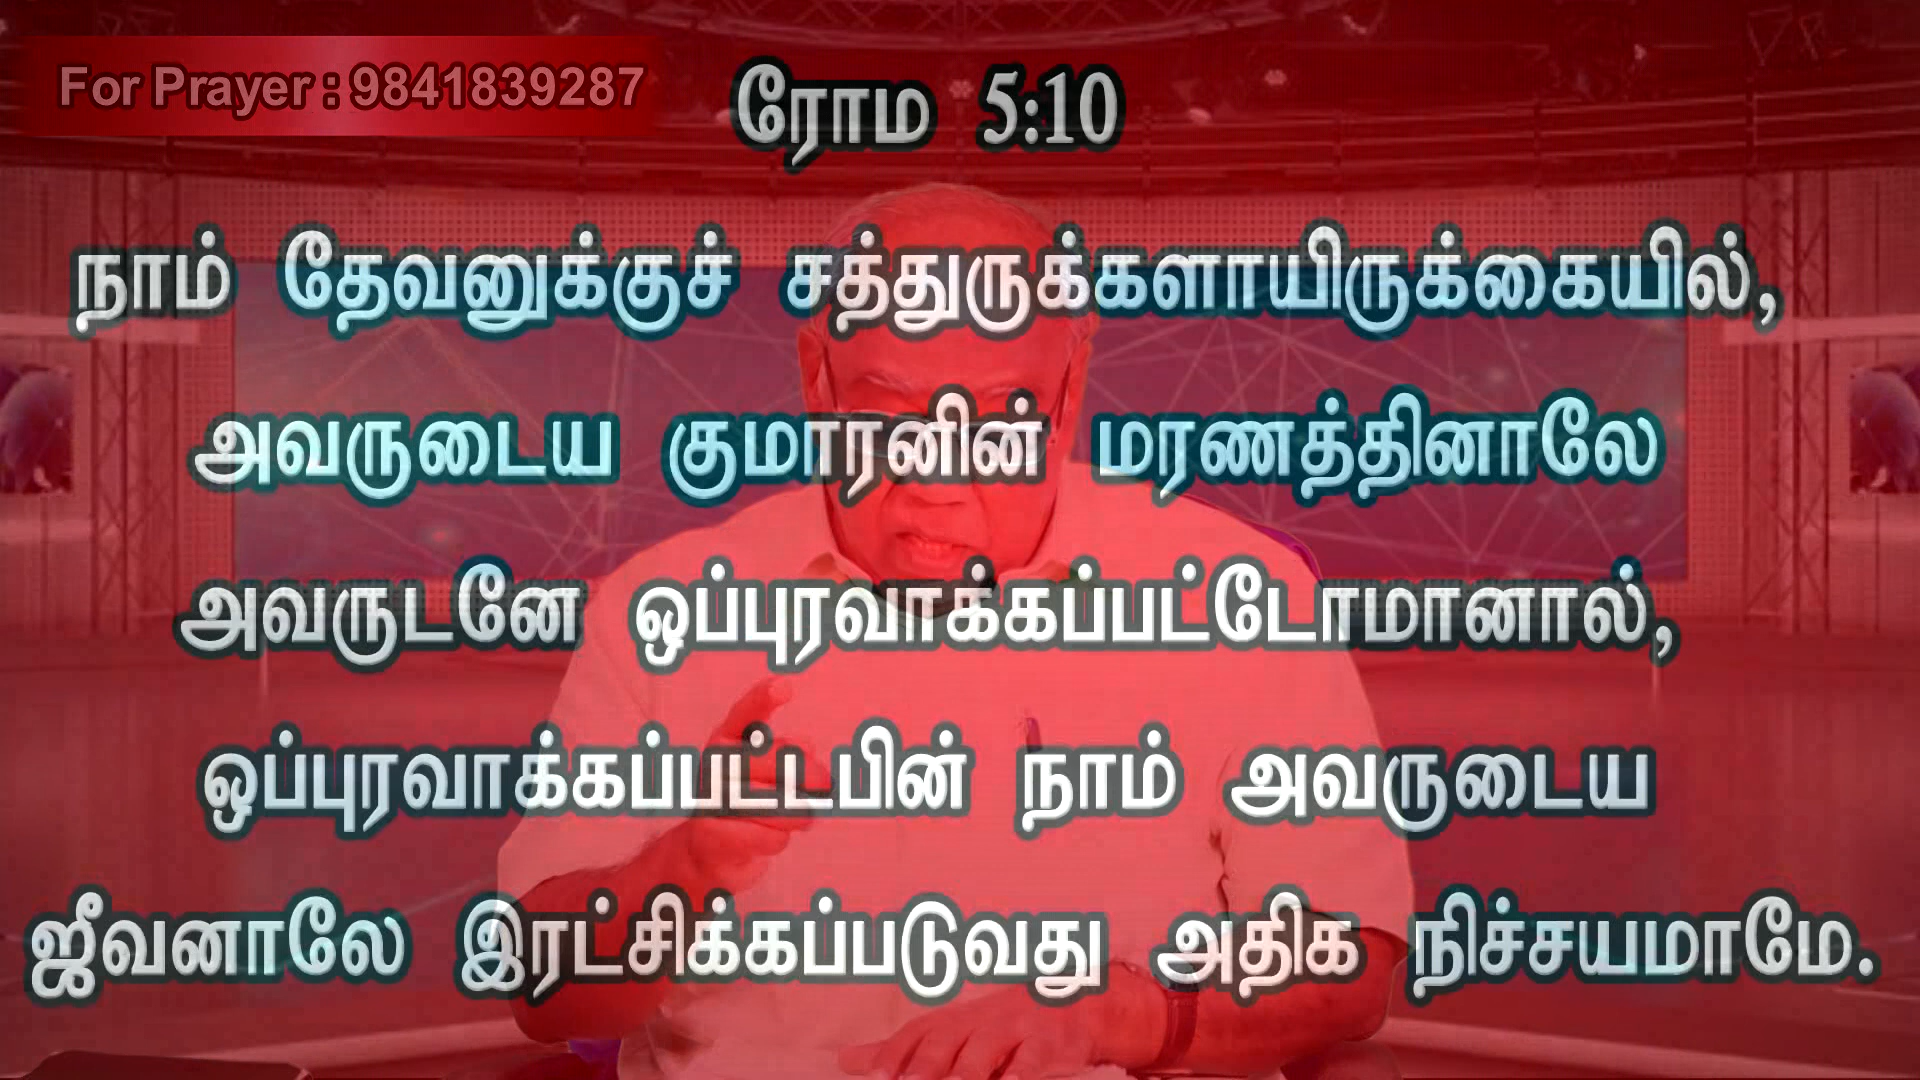 For Prayer : 9841839287
ரோம 5:10
நாம் தேவனுக்குச் சத்துருக்களாயிருக்கையில்,
அவருடைய குமாரனின் மரணத்தினாலே
அவருடனே ஒப்புரவாக்கப்பட்டோமானால்,
ஒப்புரவாக்கப்பட்டபின் நாம் அவருடைய
ஜீவனாலே இரட்சிக்கப்படுவது அதிக நிச்சயமாமே.